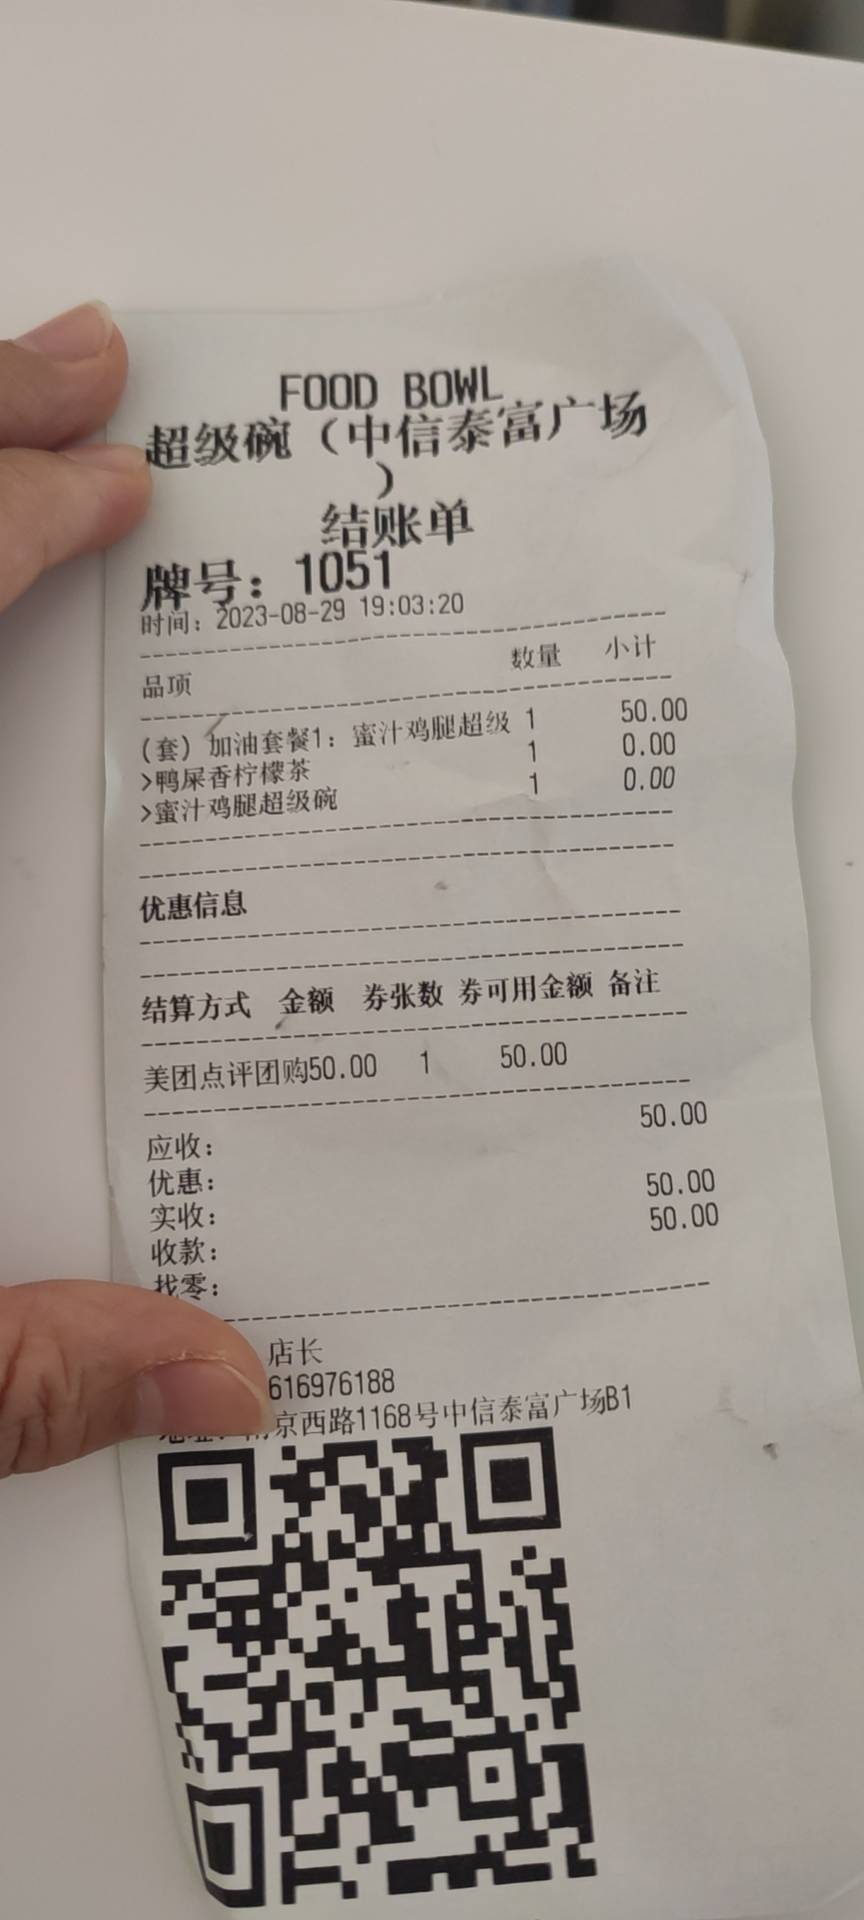 FOOD BOWL
超级碗（中信泰富广场
）
结账单
牌号：1051
时间：2023-08-29 19:03:20
品项 数量 小计
(套) 加油套餐1：蜜汁鸡腿超级 1 50.00
>鸭屎香柠檬茶 1 0.00
>蜜汁鸡腿超级碗 1 0.00
优惠信息
结算方式 金额 券张数 券可用金额 备注
美团点评团购50.00 1 50.00
应收： 50.00
优惠：
实收： 50.00
收款： 50.00
找零：
店长
616976188
京西路1168号中信泰富广场B1